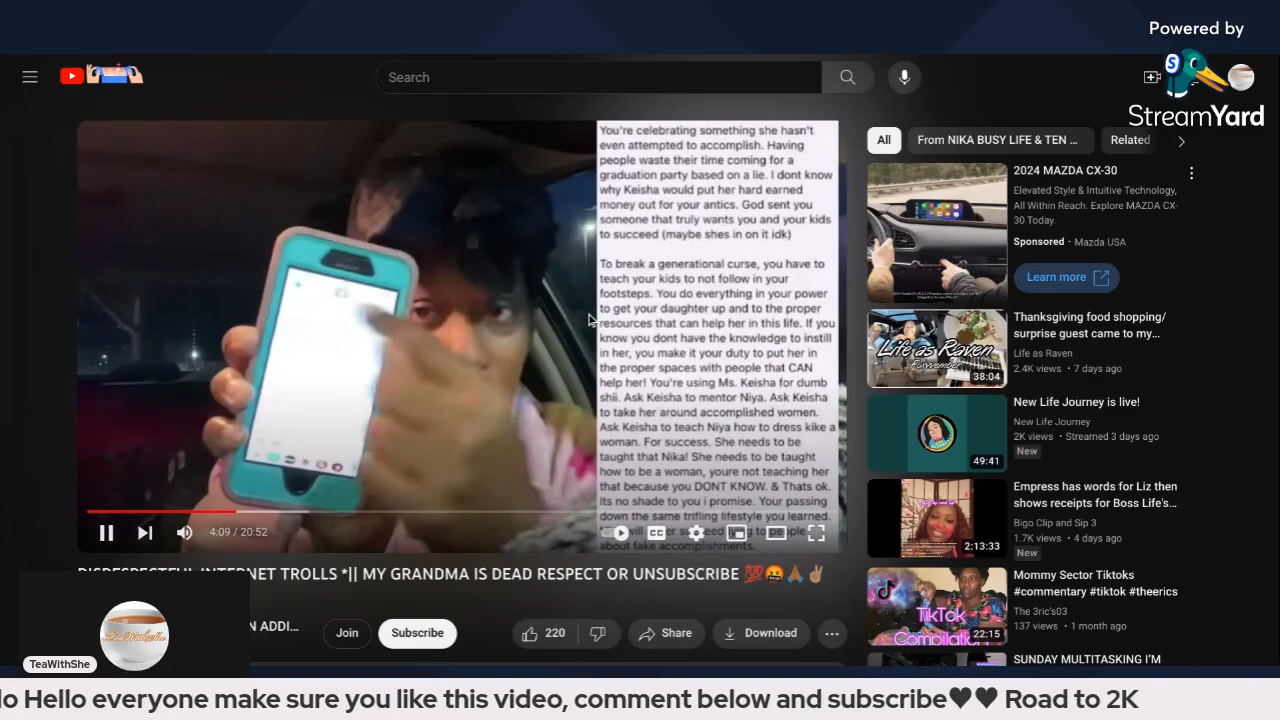 Powered by
StreamYard
Search
You're celebrating something she hasn't
even attempted to accomplish. Having
people waste their time coming for a
graduation party based on a lie. I dont know
why Keisha would put her hard earned
money out for your antics. God sent you
someone that truly wants you and your kids
to succeed (maybe shes in on it idk)
To break a generational curse, you have to
teach your kids to not follow in your
footsteps. You do everything in your power
to get your daughter up and to the proper
resources that can help her in this life. If you
know you dont have the knowledge to instill
in her, you make it your duty to put her in
the proper spaces with people that CAN
help her! You're using Ms. Keisha for dumb
shii. Ask Keisha to mentor Niya. Ask Keisha
to take her around accomplished women.
Ask Keisha to teach Niya how to dress kike a
woman. For success. She needs to be
taught that Nika! She needs to be taught
how to be a woman, youre not teaching her
that because you DONT KNOW. & Thats ok.
Its no shade to you i promise. Your passing
down the same trifling lifestyle you learned.
about fake accomplishments.
4:09 / 20:52
DISRESPECTFUL INTERNET TROLLS *|| MY GRANDMA IS DEAD RESPECT OR UNSUBSCRIBE 💯🤬🙏🏾✌🏽
N ADDI...
Join
Subscribe
220
Share
Download
TeaWithShe
All
From NIKA BUSY LIFE & TEN ...
Related
2024 MAZDA CX-30
Elevated Style & Intuitive Technology,
All Within Reach. Explore MAZDA CX-
30 Today.
Sponsored · Mazda USA
Learn more
Life as Raven
38:04
Thanksgiving food shopping/
surprise guest came to my...
Life as Raven
2.4K views • 7 days ago
49:41
New Life Journey is live!
New Life Journey
2K views • Streamed 3 days ago
New
2:13:33
Empress has words for Liz then
shows receipts for Boss Life's...
Bigo Clip and Sip 3
1.7K views • 4 days ago
New
TikTok
Compilation
22:15
Mommy Sector Tiktoks
#commentary #tiktok #theerics
The 3ric's03
137 views • 1 month ago
SUNDAY MULTITASKING I'M
lo Hello everyone make sure you like this video, comment below and subscribe♥♥ Road to 2K